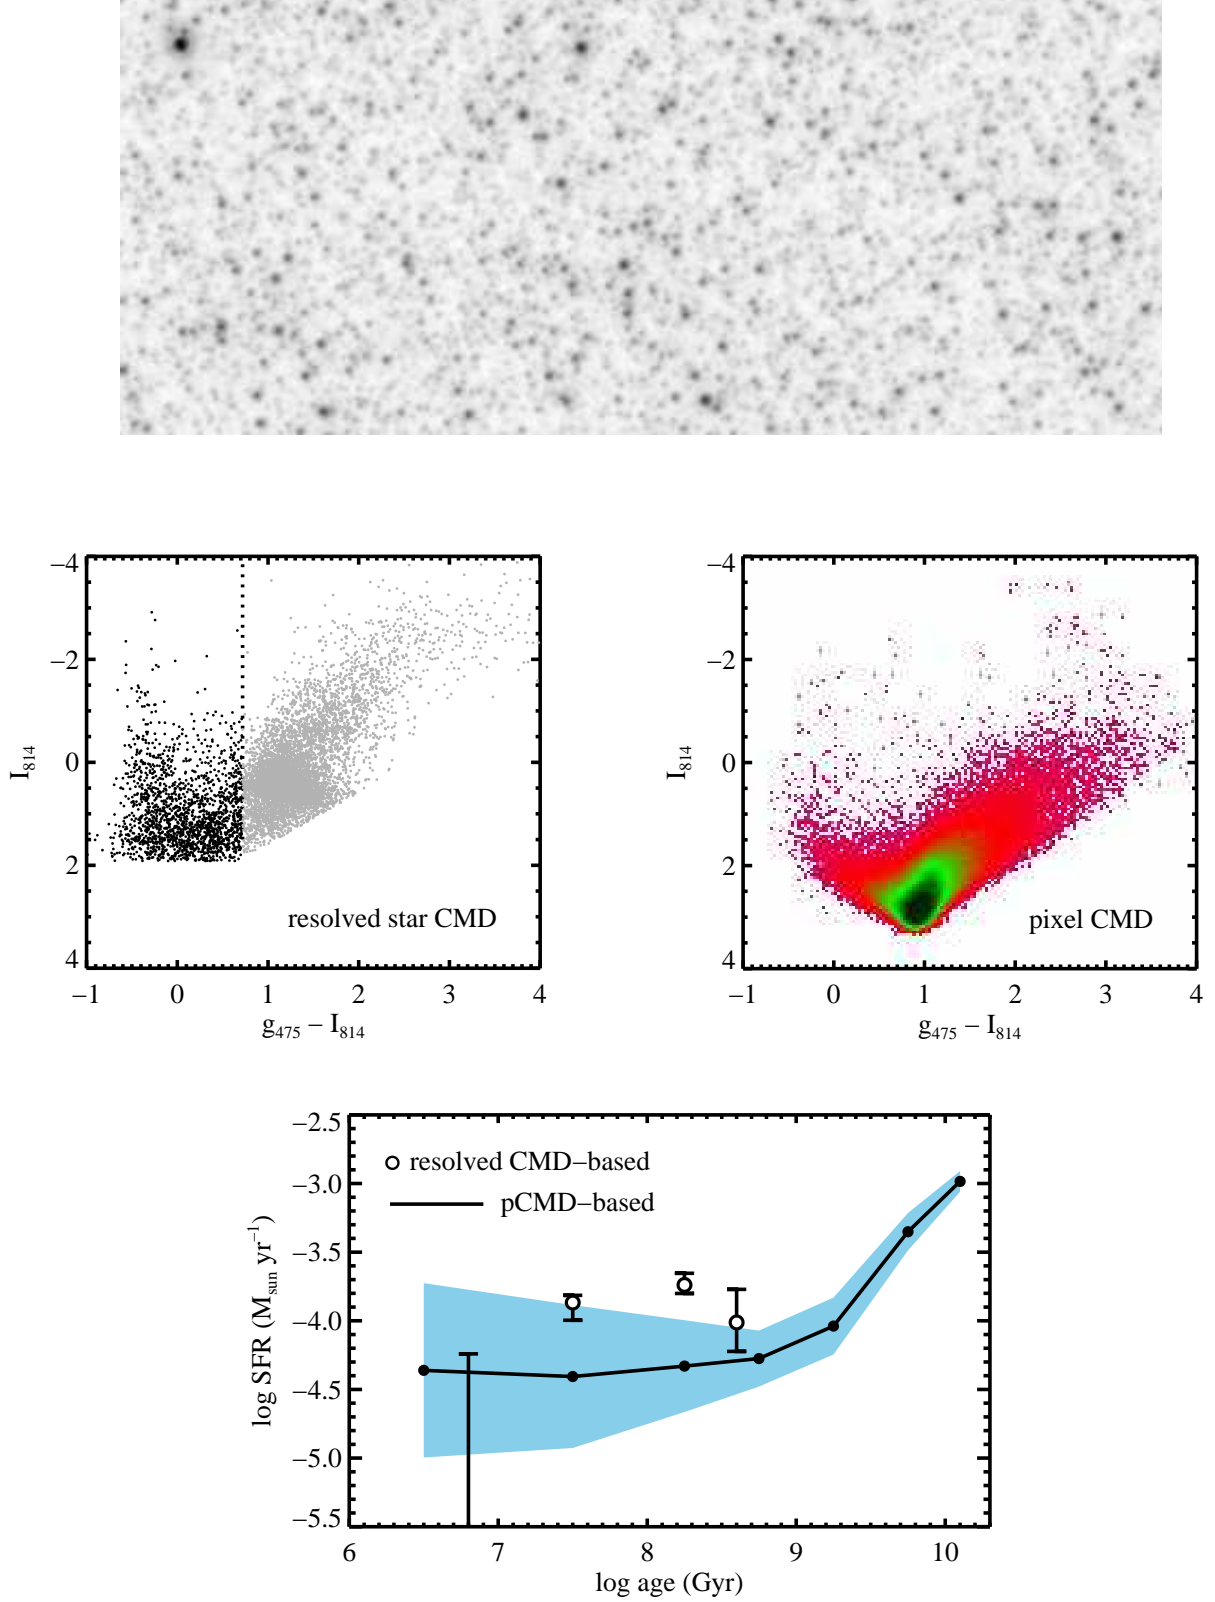 −4
−2
0
2
4
I814
resolved star CMD
−1 0 1 2 3 4
g475 − I814
−4
−2
0
2
4
I814
pixel CMD
−1 0 1 2 3 4
g475 − I814
−2.5
−3.0
−3.5
−4.0
−4.5
−5.0
−5.5
log SFR (Msun yr−1)
resolved CMD−based
pCMD−based
6 7 8 9 10
log age (Gyr)